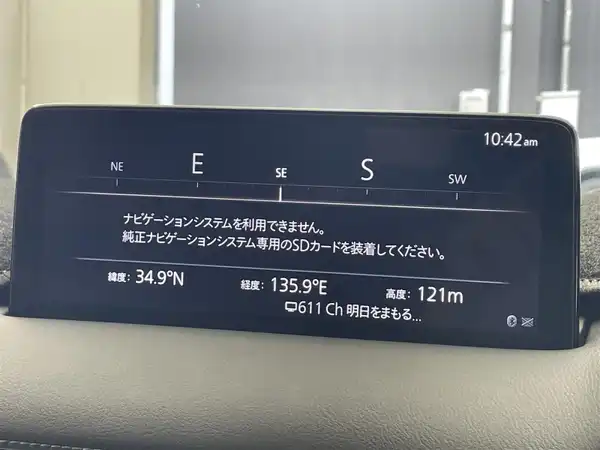 10:42am
NE E SE S SW
ナビゲーションシステムを利用できません。
純正ナビゲーションシステム専用のSDカードを装着してください。
緯度: 34.9°N 経度: 135.9°E 高度: 121m
611 Ch 明日をまもる...